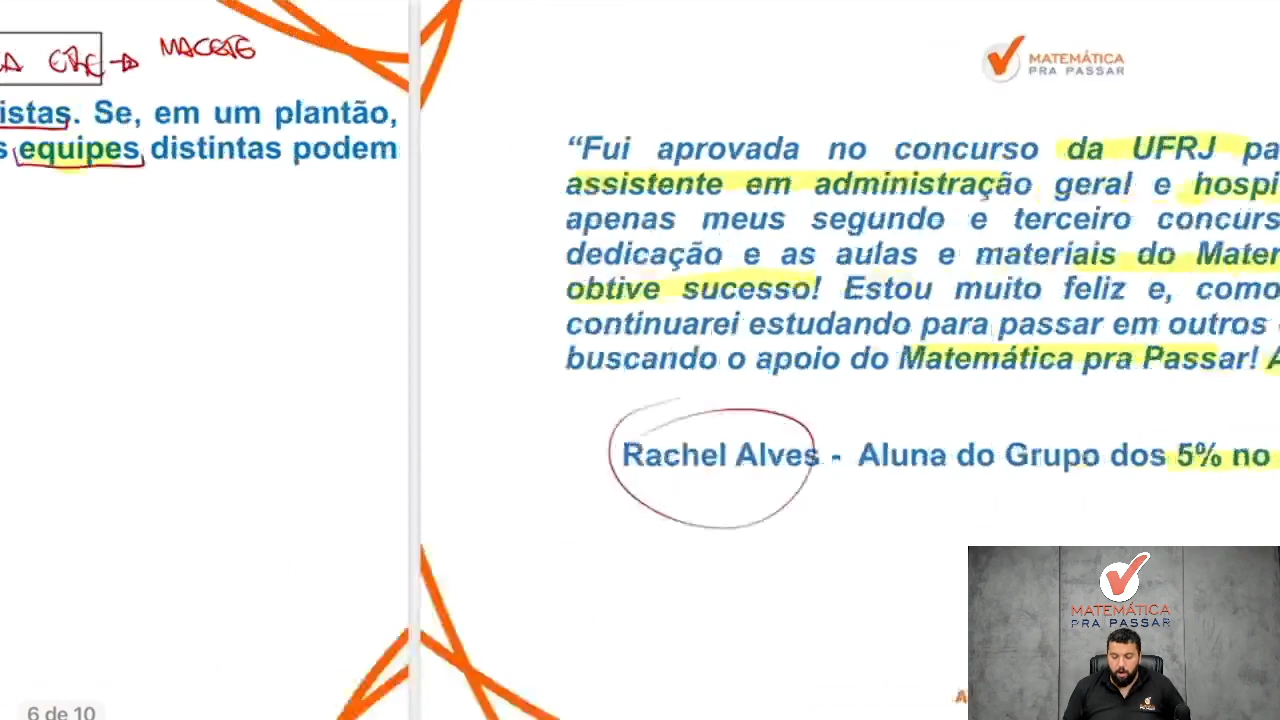 MACETE
istas. Se, em um plantão,
s equipes distintas podem
6 de 10
MATEMÁTICA
PRA PASSAR
“Fui aprovada no concurso da UFRJ pa
assistente em administração geral e hospi
apenas meus segundo e terceiro concurs
dedicação e as aulas e materiais do Mater
obtive sucesso! Estou muito feliz e, como
continuarei estudando para passar em outros
buscando o apoio do Matemática pra Passar! A
Rachel Alves - Aluna do Grupo dos 5% no
MATEMÁTICA
PRA PASSAR